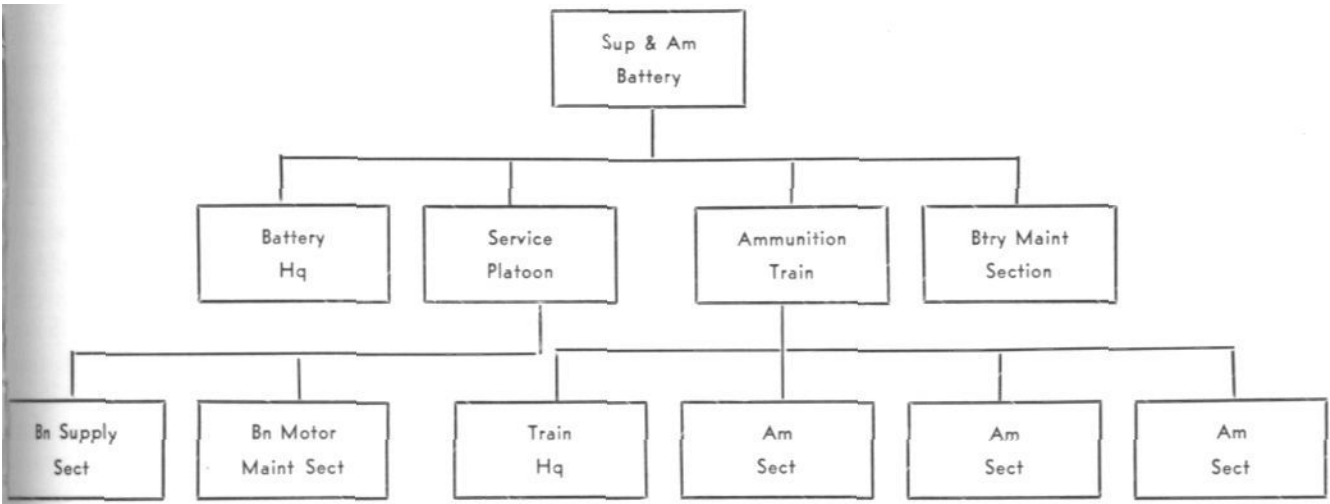 Sup & Am
Battery
Battery
Hq
Service
Platoon
Ammunition
Train
Btry Maint
Section
Bn Supply
Sect
Bn Motor
Maint Sect
Train
Hq
Am
Sect
Am
Sect
Am
Sect